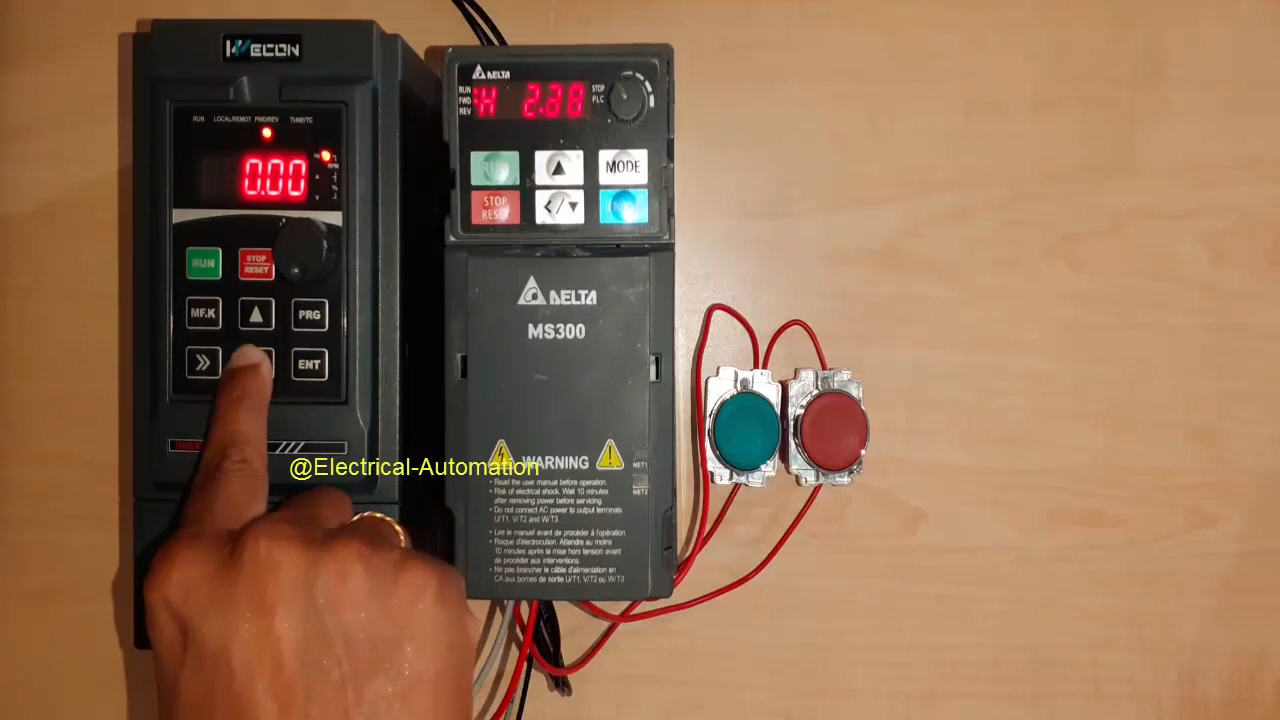 WECON
RUN LOCAL/REMOT FWD/REV TUNE/TC
0.00
RUN
STOP
RESET
MF.K
PRG
ENT
DELTA
RUN
FWD
REV
H 2.38
STOP
PLC
RUN
MODE
STOP
RESET
DELTA
MS300
WARNING
NET1
NET2
• Read the user manual before operation.
• Risk of electrical shock. Wait 10 minutes
after removing power before servicing.
• Do not connect AC power to output terminals
U/T1, V/T2 and W/T3.
• Lire le manuel avant de procéder à l'opération.
• Risque d'électrocution. Attendre au moins
10 minutes après la mise hors tension avant
de procéder aux interventions.
• Ne pas brancher le câble d'alimentation en
CA aux bornes de sortie U/T1, V/T2 ou W/T3
@Electrical-Automation